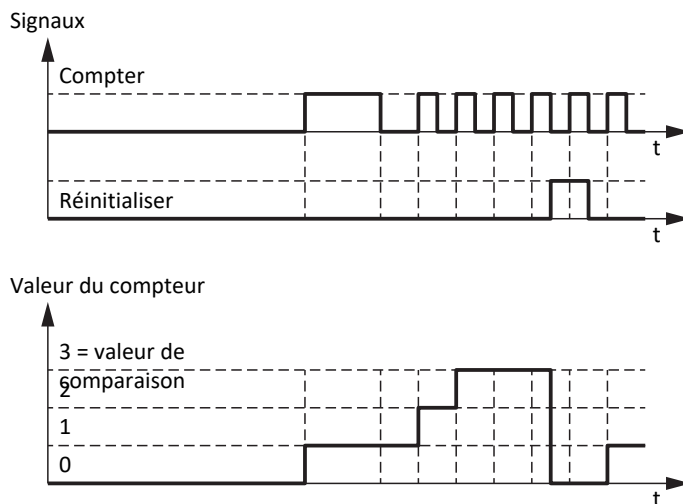 Signaux
Compter
t
Réinitialiser
t
Valeur du compteur
3 = valeur de
comparaison
2
1
0
t